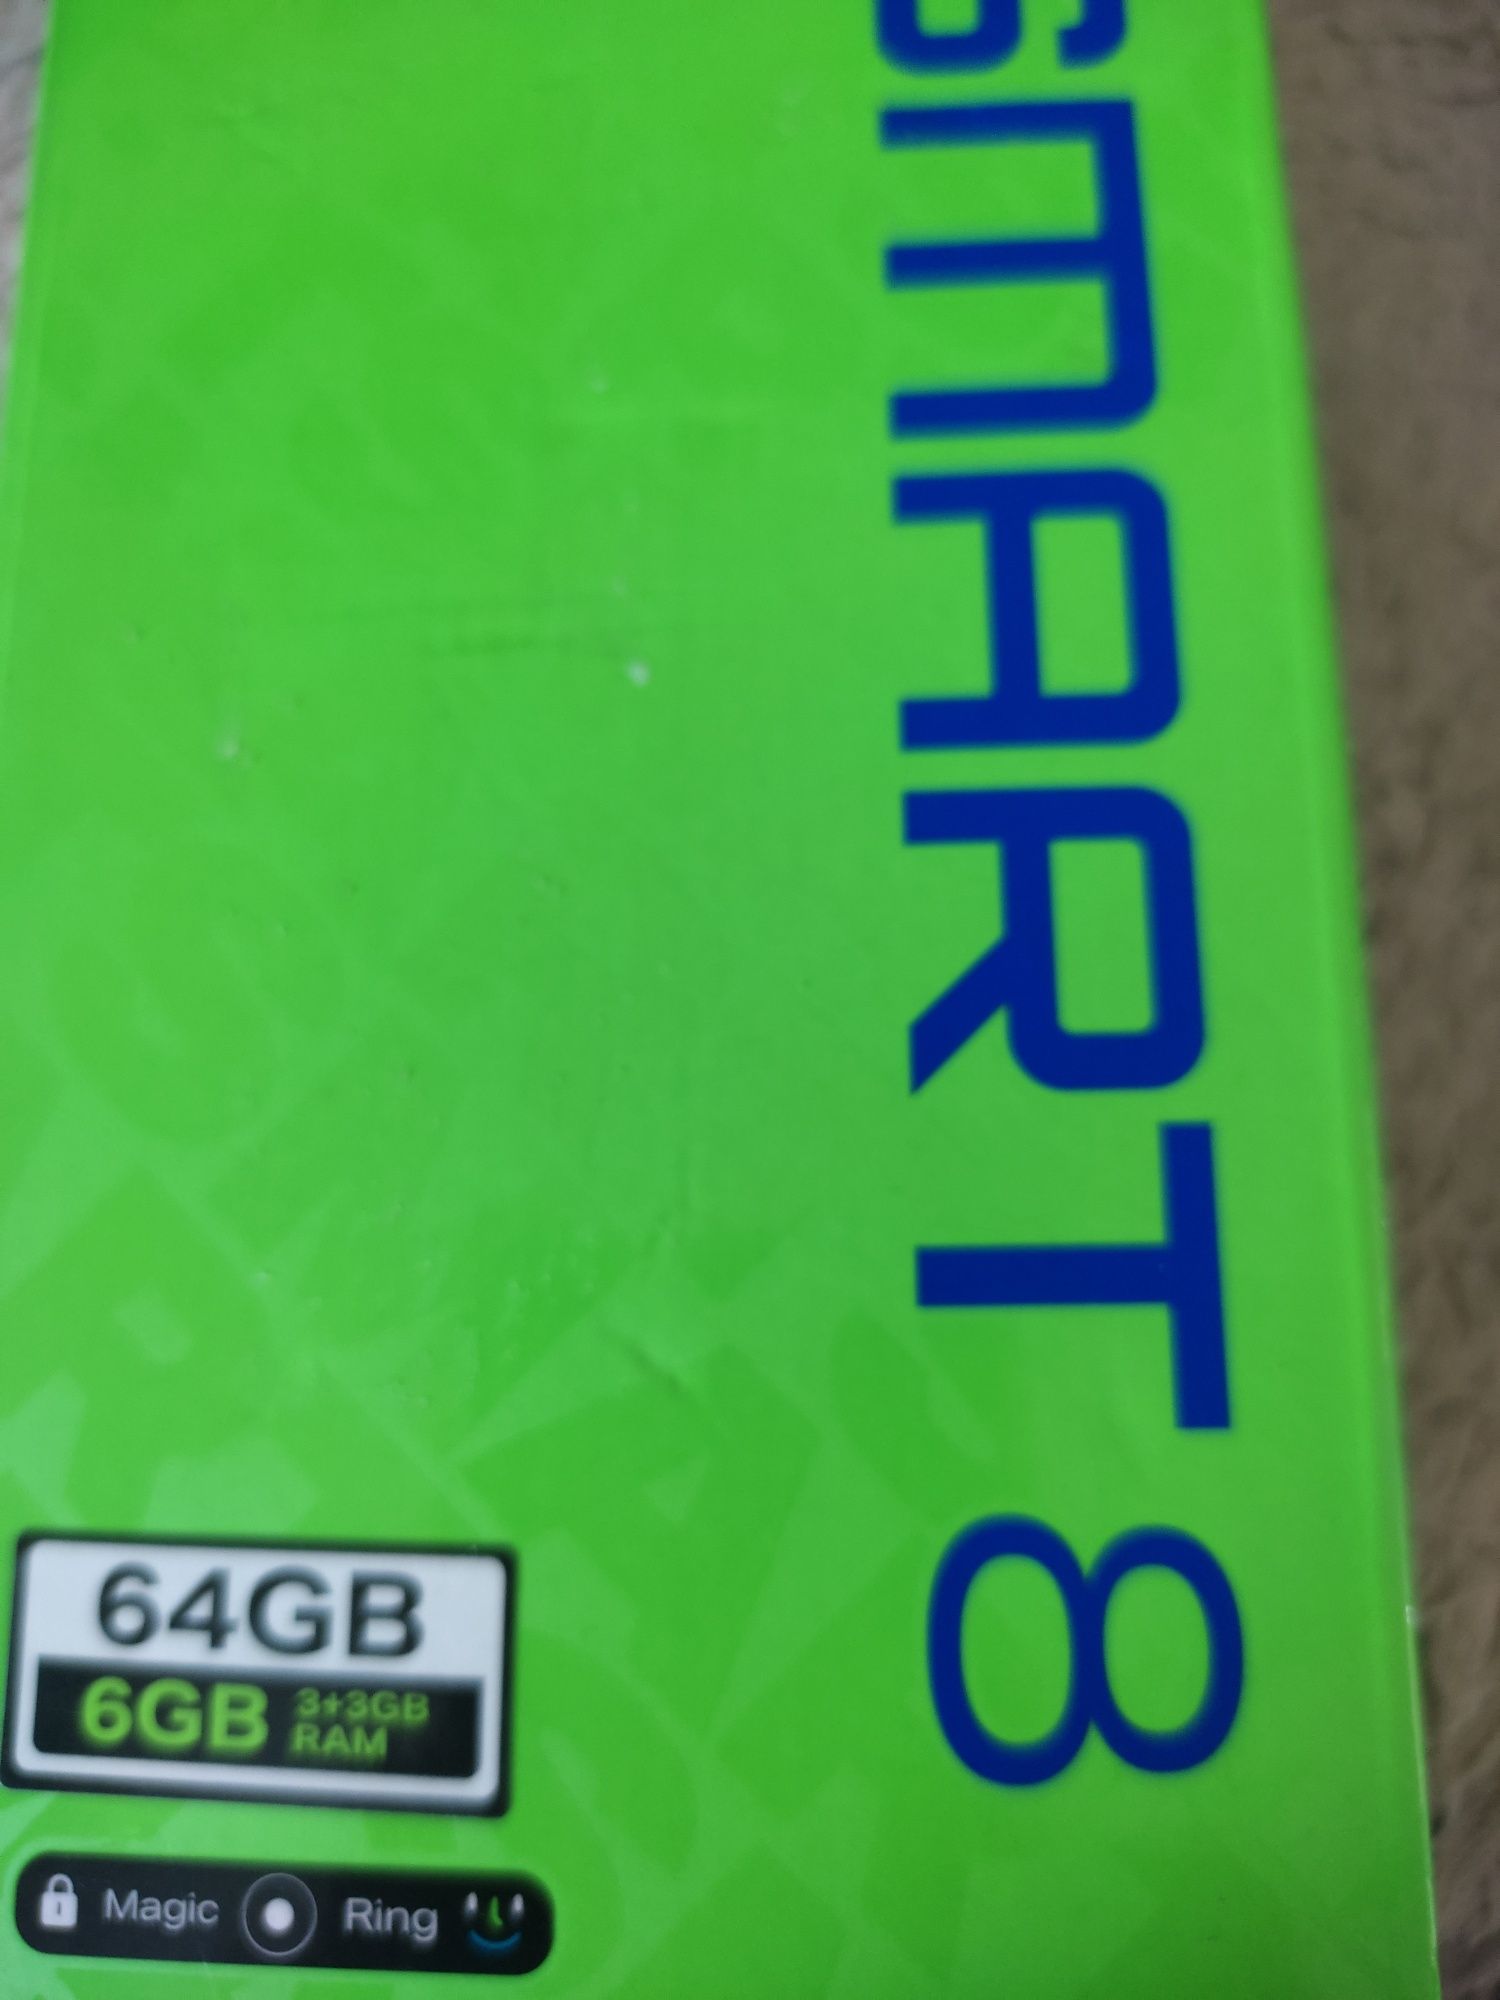 SMART 8
64GB
6GB 3+3GB
RAM
Magic Ring